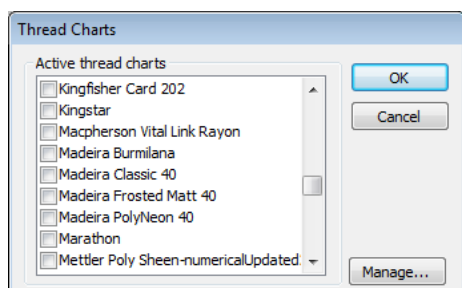 Thread Charts
Active thread charts
Kingfisher Card 202
Kingstar
Macpherson Vital Link Rayon
Madeira Burmilana
Madeira Classic 40
Madeira Frosted Matt 40
Madeira PolyNeon 40
Marathon
Mettler Poly Sheen-numericalUpdated
OK
Cancel
Manage...